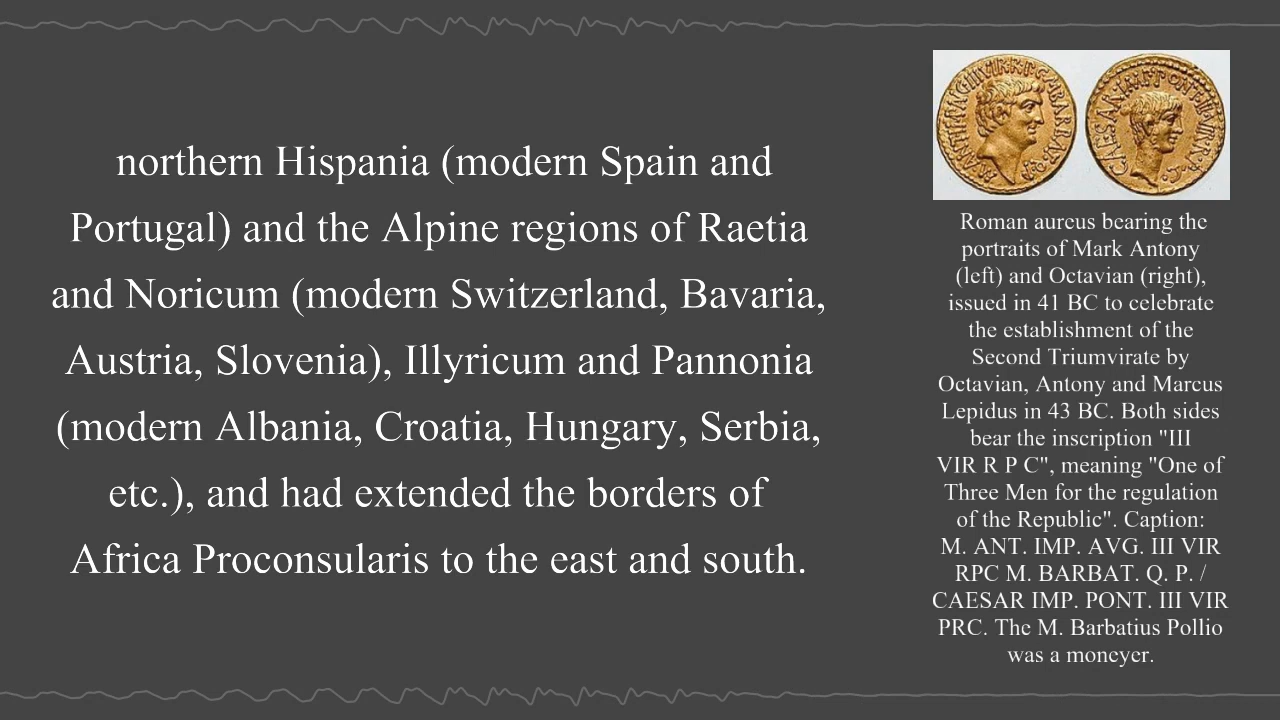 northern Hispania (modern Spain and
Portugal) and the Alpine regions of Raetia
and Noricum (modern Switzerland, Bavaria,
Austria, Slovenia), Illyricum and Pannonia
(modern Albania, Croatia, Hungary, Serbia,
etc.), and had extended the borders of
Africa Proconsularis to the east and south.
Roman aureus bearing the
portraits of Mark Antony
(left) and Octavian (right),
issued in 41 BC to celebrate
the establishment of the
Second Triumvirate by
Octavian, Antony and Marcus
Lepidus in 43 BC. Both sides
bear the inscription "III
VIR R P C", meaning "One of
Three Men for the regulation
of the Republic". Caption:
M. ANT. IMP. AVG. III VIR
RPC M. BARBAT. Q. P. /
CAESAR IMP. PONT. III VIR
PRC. The M. Barbatius Pollio
was a moneyer.